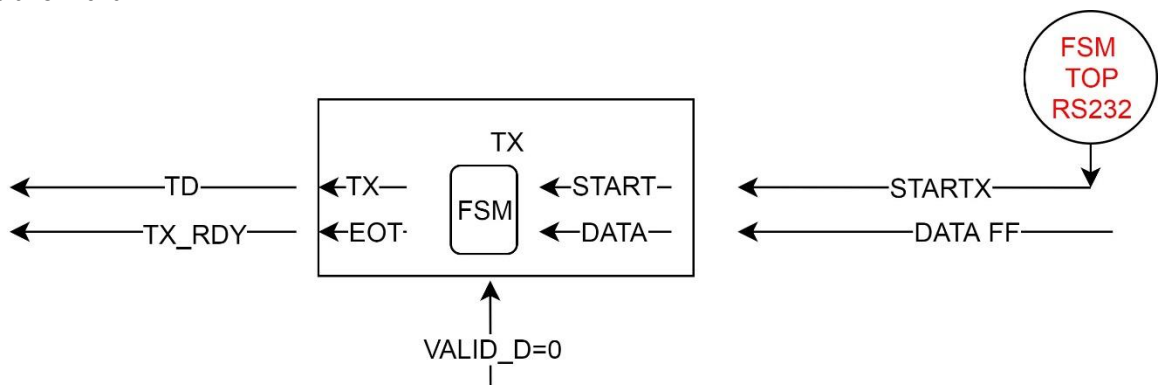 FSM
TOP
RS232
TX
TD
TX
START
STARTX
FSM
TX_RDY
EOT
DATA
DATA FF
VALID_D=0